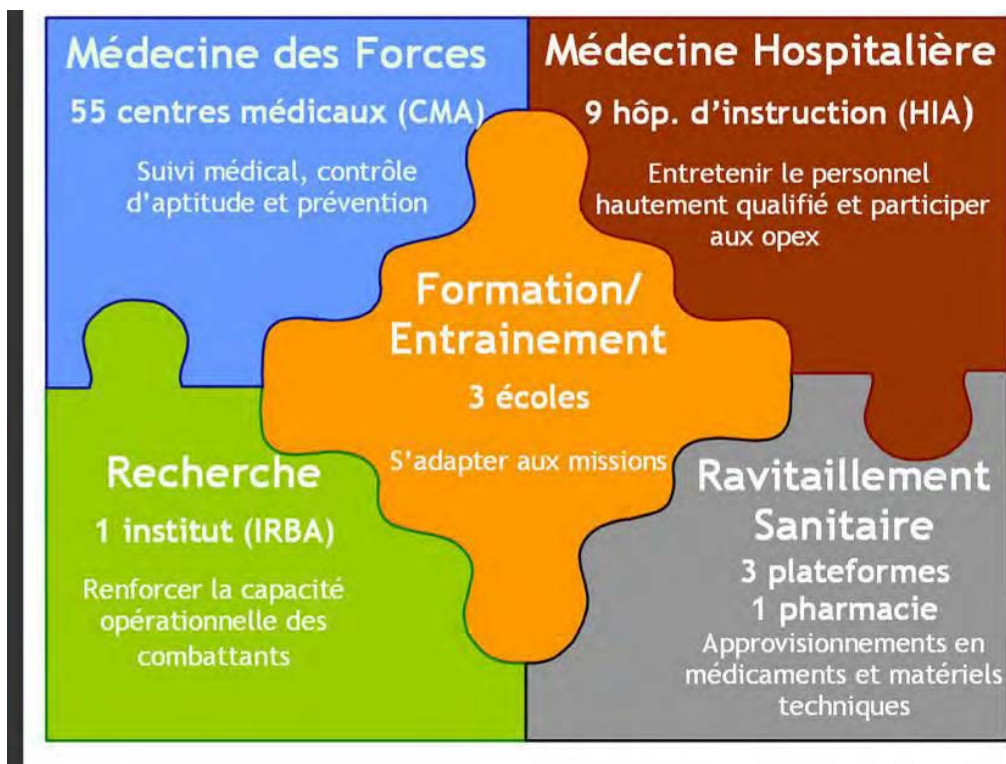 Médecine des Forces
55 centres médicaux (CMA)
Suivi médical, contrôle
d'aptitude et prévention
Médecine Hospitalière
9 hôp. d'instruction (HIA)
Entretenir le personnel
hautement qualifié et participer
aux opex
Formation/
Entrainement
3 écoles
S'adapter aux missions
Recherche
1 institut (IRBA)
Renforcer la capacité
opérationnelle des
combattants
Ravitaillement
Sanitaire
3 plateformes
1 pharmacie
Approvisionnements en
médicaments et matériels
techniques